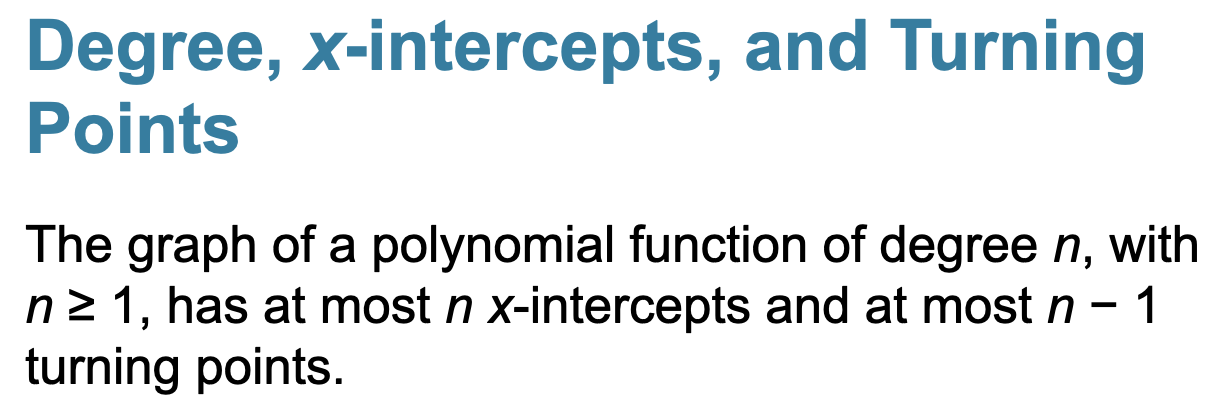 Degree, x-intercepts, and Turning
Points
The graph of a polynomial function of degree n, with
n ≥ 1, has at most n x-intercepts and at most n − 1
turning points.